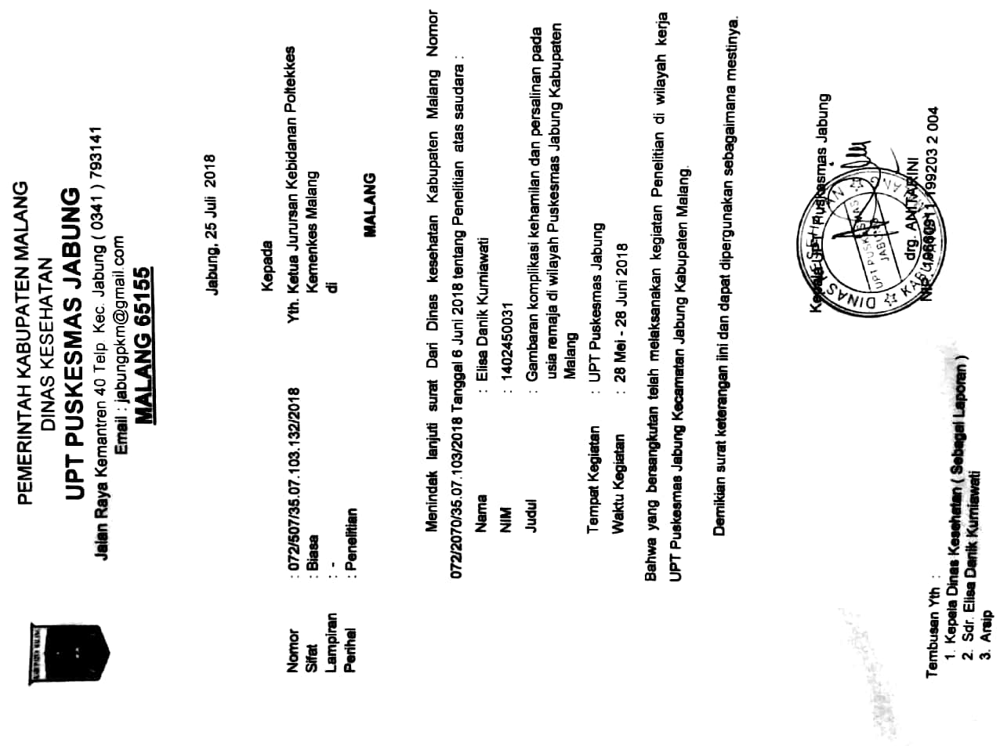 PEMERINTAH KABUPATEN MALANG
DINAS KESEHATAN
UPT PUSKESMAS JABUNG
Jalan Raya Kemantren 40 Telp. Kec. Jabung ( 0341 ) 793141
Email : jabungpkm@gmail.com
MALANG 65155
Jabung, 25 Juli 2018
Kepada
Nomor : 072/507/35.07.103.132/2018 Yth. Ketua Jurursan Kebidanan Poltekkes
Sifat : Biasa Kemenkes Malang
Lampiran : - di
Perihal : Penelitian
MALANG
Menindak lanjuti surat Dari Dinas kesehatan Kabupaten Malang Nomor
072/2070/35.07.103/2018 Tanggal 6 Juni 2018 tentang Penelitian atas saudara :
Nama : Elisa Danik Kurniawati
NIM : 1402450031
Judul : Gambaran komplikasi kehamilan dan persalinan pada
usia remaja di wilayah Puskesmas Jabung Kabupaten
Malang
Tempat Kegiatan : UPT Puskesmas Jabung
Waktu Kegiatan : 28 Mei - 28 Juni 2018
Bahwa yang bersangkutan telah melaksanakan kegiatan Penelitian di wilayah kerja
UPT Puskesmas Jabung Kecamatan Jabung Kabupaten Malang.
Demikian surat keterangan iini dan dapat dipergunakan sebagaimana mestinya.
Kepala UPT Puskesmas Jabung
DINAS KESEHATAN
KABUPATEN MALANG
UPT PUSKESMAS
JABUNG
drg. ANITARINI
NIP. 199203 2 004
Tembusan Yth :
1. Kepala Dinas Kesehatan ( Sebagai Laporan )
2. Sdr. Elisa Danik Kurniawati
3. Arsip